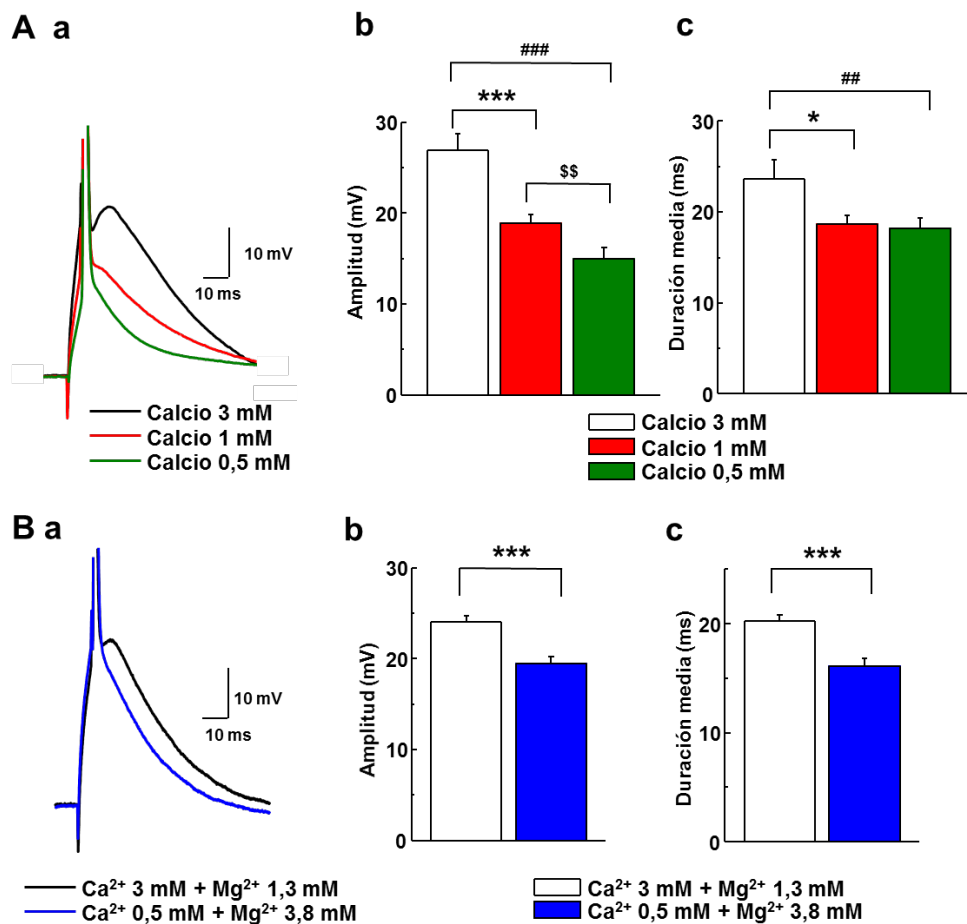 A a
10 mV
10 ms
Calcio 3 mM
Calcio 1 mM
Calcio 0,5 mM
b
###
***
$$
30
20
10
0
Amplitud (mV)
c
##
*
30
20
10
0
Duración media (ms)
Calcio 3 mM
Calcio 1 mM
Calcio 0,5 mM
B a
10 mV
10 ms
Ca²⁺ 3 mM + Mg²⁺ 1,3 mM
Ca²⁺ 0,5 mM + Mg²⁺ 3,8 mM
b
***
30
20
10
0
Amplitud (mV)
c
***
20
10
0
Duración media (ms)
Ca²⁺ 3 mM + Mg²⁺ 1,3 mM
Ca²⁺ 0,5 mM + Mg²⁺ 3,8 mM